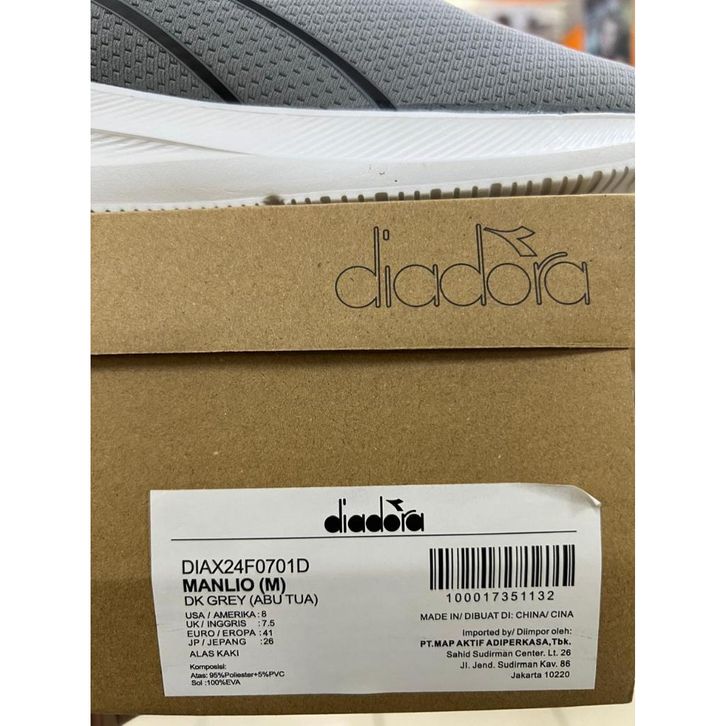 diadora
diadora
DIAX24F0701D
MANLIO (M)
DK GREY (ABU TUA)
USA / AMERIKA : 8
UK / INGGRIS : 7.5
EURO / EROPA : 41
JP / JEPANG : 26
ALAS KAKI
Komposisi:
Atas: 95%Poliester+5%PVC
Sol :100%EVA
100017351132
MADE IN/ DIBUAT DI: CHINA/ CINA
Imported by/ Diimpor oleh:
PT.MAP AKTIF ADIPERKASA,Tbk.
Sahid Sudirman Center. Lt. 26
Jl. Jend. Sudirman Kav. 86
Jakarta 10220